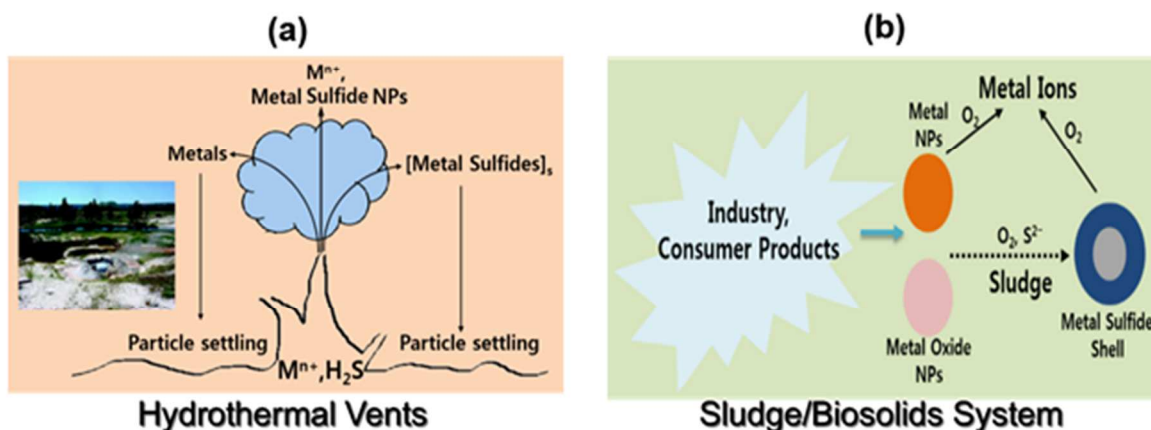 (a)
Mⁿ⁺,
Metal Sulfide NPs
Metals
[Metal Sulfides]ₛ
Particle settling
Particle settling
Mⁿ⁺,H₂S
Hydrothermal Vents
(b)
Metal Ions
Metal
NPs
O₂
O₂
Industry,
Consumer Products
O₂, S²⁻
Sludge
Metal Oxide
NPs
Metal Sulfide
Shell
Sludge/Biosolids System